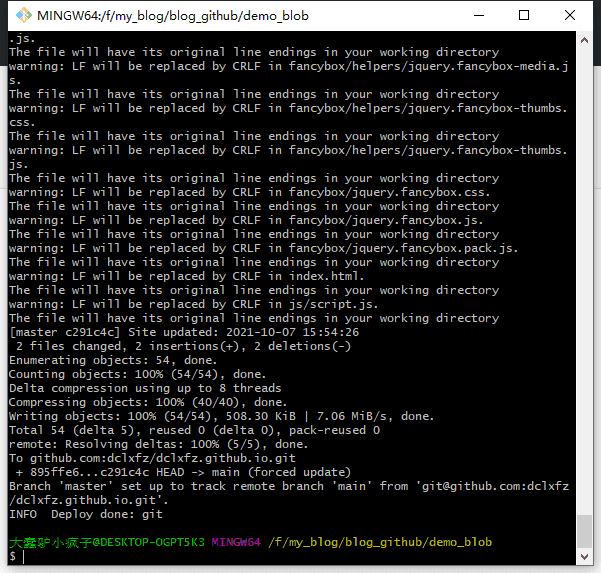 MINGW64:/f/my_blog/blog_github/demo_blob
.js.
The file will have its original line endings in your working directory
warning: LF will be replaced by CRLF in fancybox/helpers/jquery.fancybox-media.j
s.
The file will have its original line endings in your working directory
warning: LF will be replaced by CRLF in fancybox/helpers/jquery.fancybox-thumbs.
css.
The file will have its original line endings in your working directory
warning: LF will be replaced by CRLF in fancybox/helpers/jquery.fancybox-thumbs.
js.
The file will have its original line endings in your working directory
warning: LF will be replaced by CRLF in fancybox/jquery.fancybox.css.
The file will have its original line endings in your working directory
warning: LF will be replaced by CRLF in fancybox/jquery.fancybox.js.
The file will have its original line endings in your working directory
warning: LF will be replaced by CRLF in fancybox/jquery.fancybox.pack.js.
The file will have its original line endings in your working directory
warning: LF will be replaced by CRLF in index.html.
The file will have its original line endings in your working directory
warning: LF will be replaced by CRLF in js/script.js.
The file will have its original line endings in your working directory
[master c291c4c] Site updated: 2021-10-07 15:54:26
 2 files changed, 2 insertions(+), 2 deletions(-)
Enumerating objects: 54, done.
Counting objects: 100% (54/54), done.
Delta compression using up to 8 threads
Compressing objects: 100% (40/40), done.
Writing objects: 100% (54/54), 508.30 KiB | 7.06 MiB/s, done.
Total 54 (delta 5), reused 0 (delta 0), pack-reused 0
remote: Resolving deltas: 100% (5/5), done.
To github.com:dclxfz/dclxfz.github.io.git
 + 895ffe6...c291c4c HEAD -> main (forced update)
Branch 'master' set up to track remote branch 'main' from 'git@github.com:dclxfz
/dclxfz.github.io.git'.
INFO  Deploy done: git
大蠢驴小疯子@DESKTOP-OGPT5K3 MINGW64 /f/my_blog/blog_github/demo_blob
$